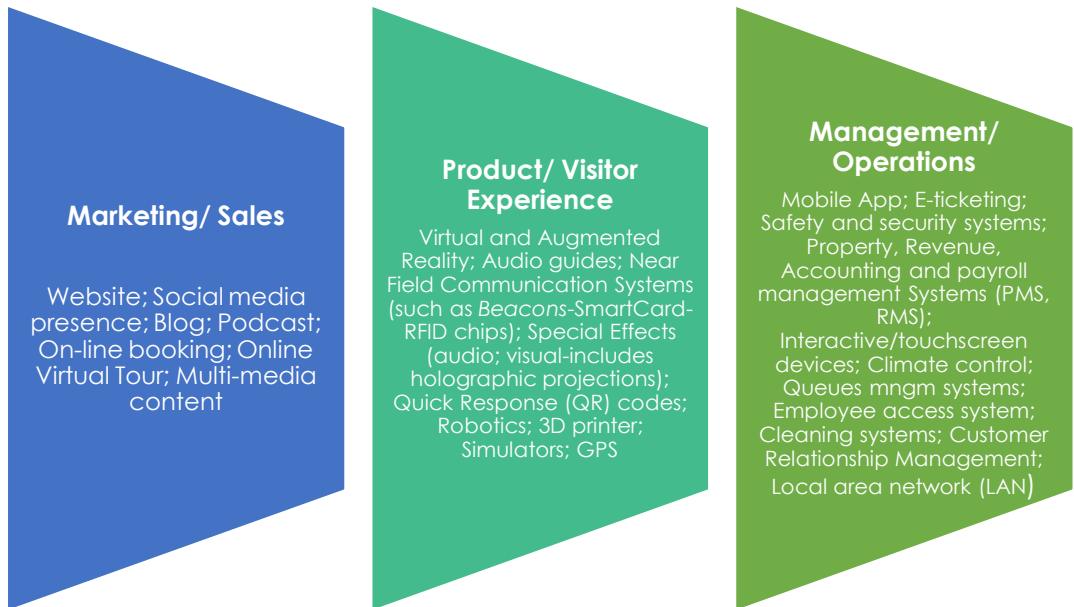 Marketing/ Sales
Website; Social media
presence; Blog; Podcast;
On-line booking; Online
Virtual Tour; Multi-media
content
Product/ Visitor
Experience
Virtual and Augmented
Reality; Audio guides; Near
Field Communication Systems
(such as Beacons-SmartCard-
RFID chips); Special Effects
(audio; visual-includes
holographic projections);
Quick Response (QR) codes;
Robotics; 3D printer;
Simulators; GPS
Management/
Operations
Mobile App; E-ticketing;
Safety and security systems;
Property, Revenue,
Accounting and payroll
management Systems (PMS,
RMS);
Interactive/touchscreen
devices; Climate control;
Queues mngm systems;
Employee access system;
Cleaning systems; Customer
Relationship Management;
Local area network (LAN)